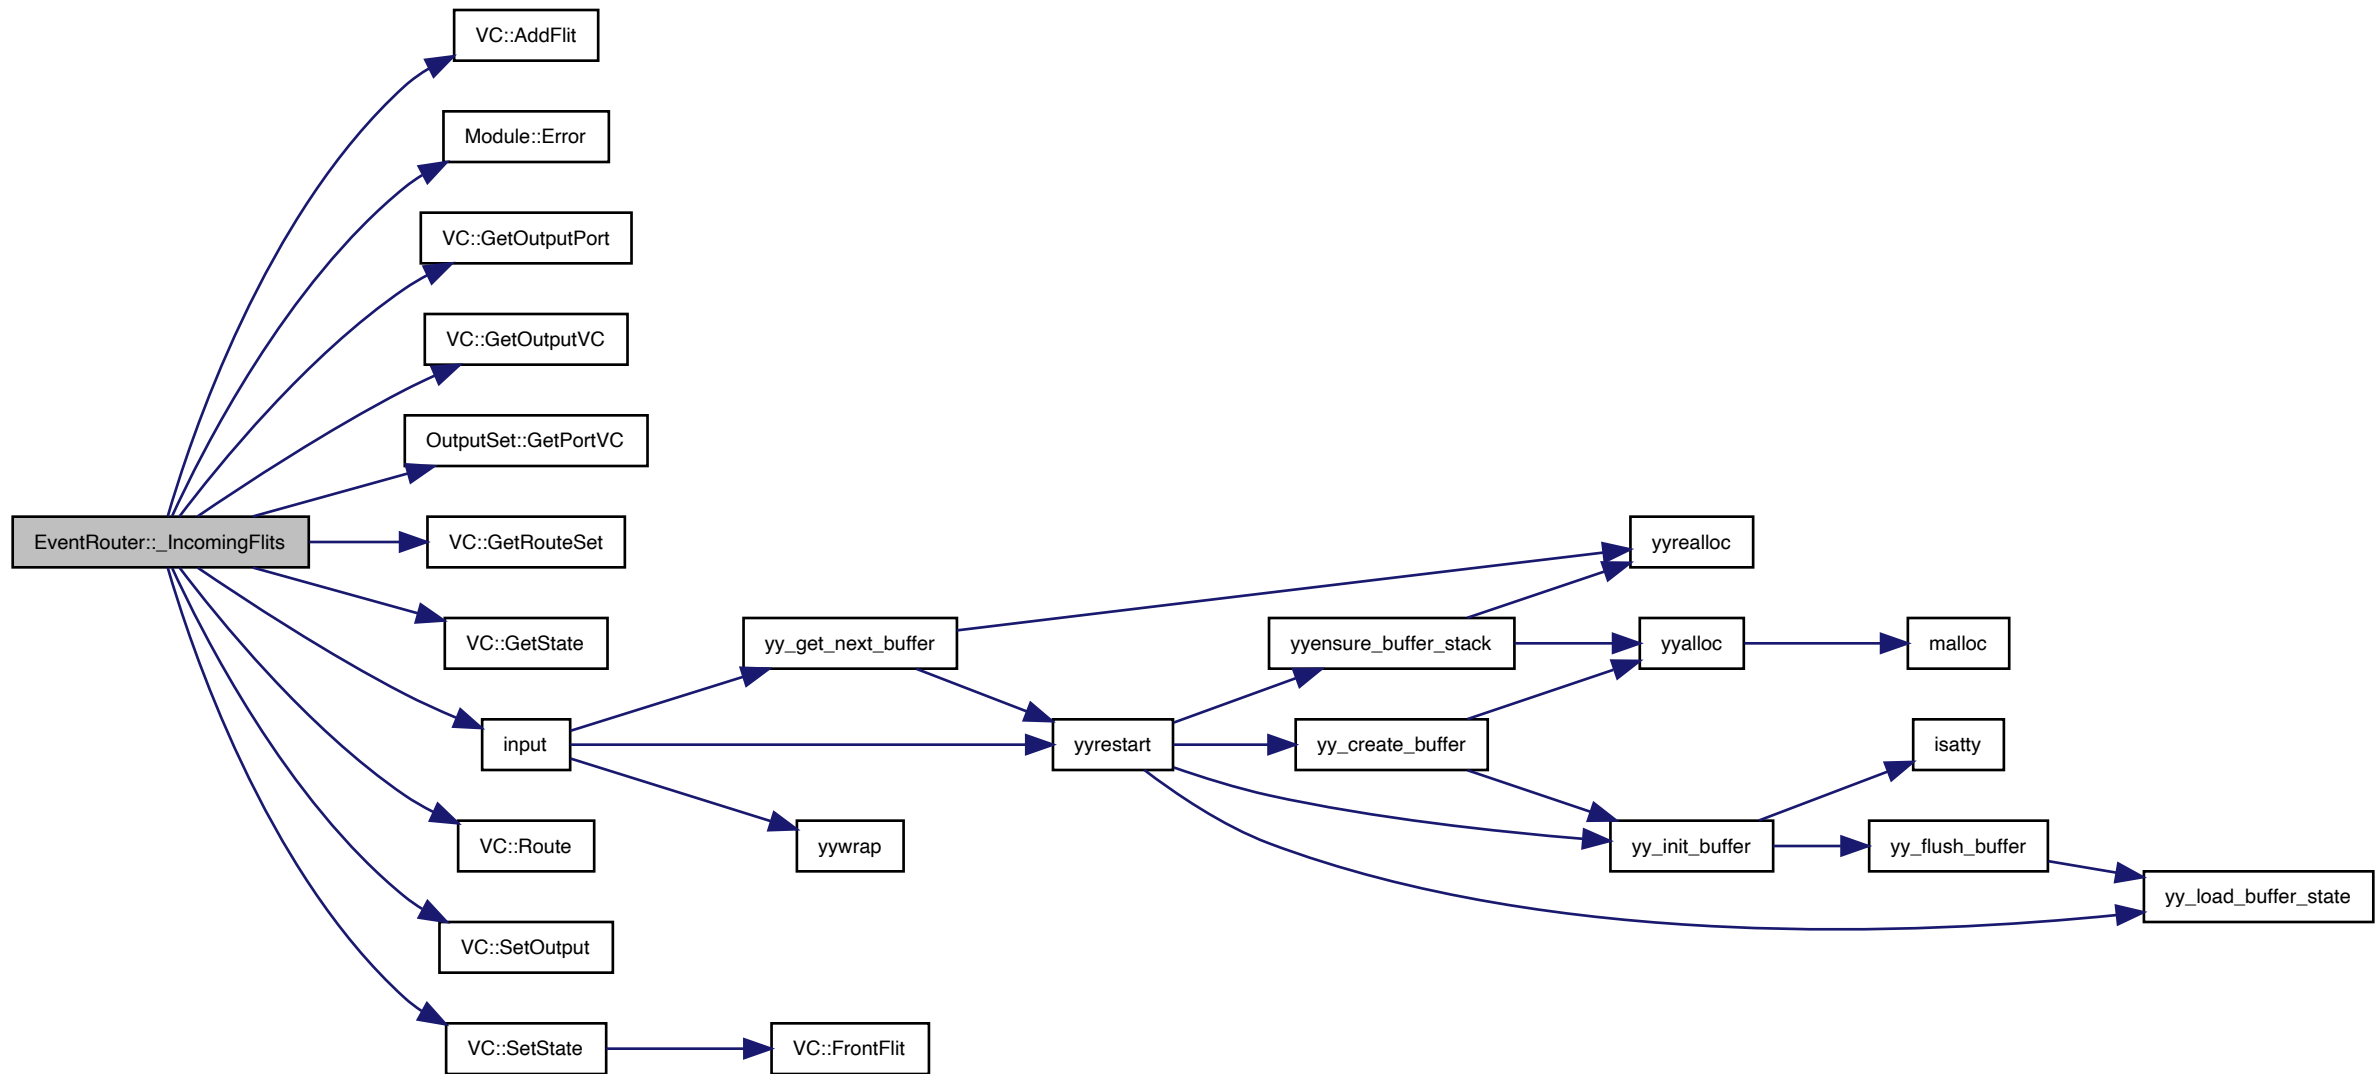 VC::AddFlit
Module::Error
VC::GetOutputPort
VC::GetOutputVC
OutputSet::GetPortVC
EventRouter::_IncomingFlits
VC::GetRouteSet
yyrealloc
VC::GetState
yy_get_next_buffer
yyensure_buffer_stack
yyalloc
malloc
input
yyrestart
yy_create_buffer
isatty
VC::Route
yywrap
yy_init_buffer
yy_flush_buffer
yy_load_buffer_state
VC::SetOutput
VC::SetState
VC::FrontFlit